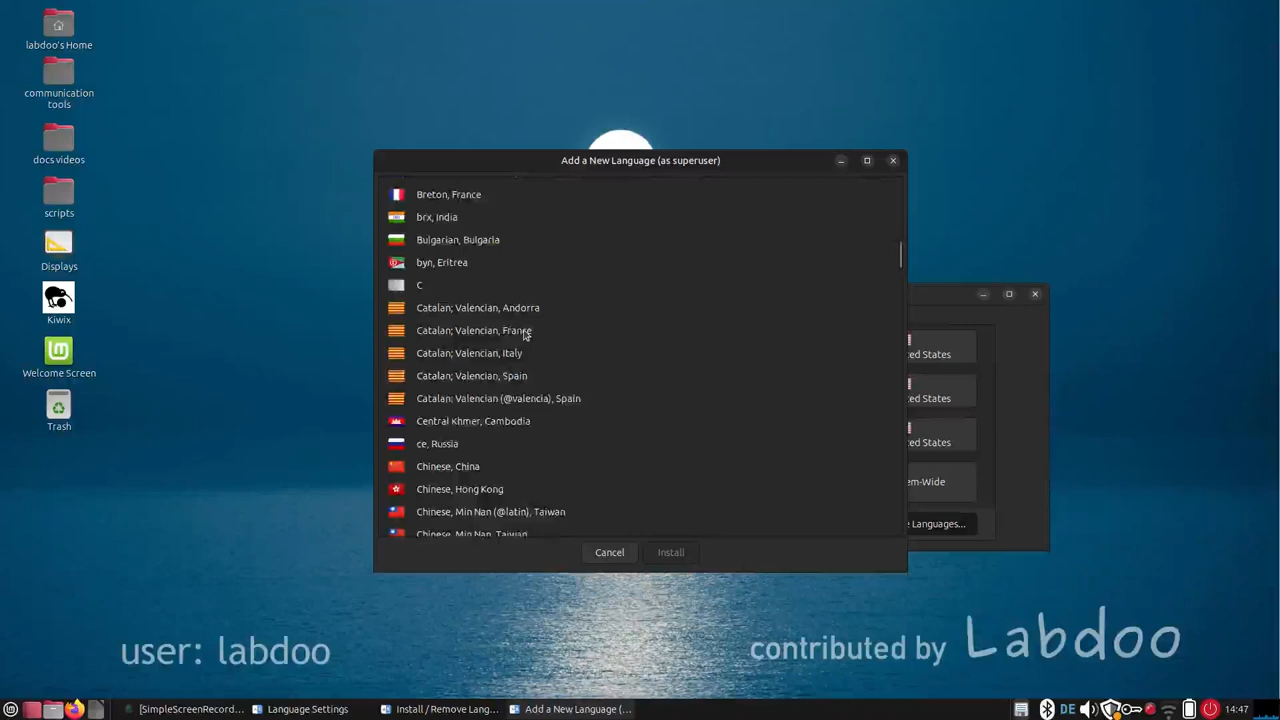 labdoo's Home
communication
tools
docs videos
scripts
Displays
Kiwix
Welcome Screen
Trash
Add a New Language (as superuser)
Breton, France
brx, India
Bulgarian, Bulgaria
byn, Eritrea
C
Catalan; Valencian, Andorra
Catalan; Valencian, France
Catalan; Valencian, Italy
Catalan; Valencian, Spain
Catalan; Valencian (@valencia), Spain
Central Khmer, Cambodia
ce, Russia
Chinese, China
Chinese, Hong Kong
Chinese, Min Nan (@latin), Taiwan
Chinese, Min Nan, Taiwan
Cancel
Install
ted States
ted States
ted States
em-Wide
e Languages...
user: labdoo
contributed by Labdoo
[SimpleScreenRecord...
Language Settings
Install / Remove Lang...
Add a New Language (...
DE
14:47